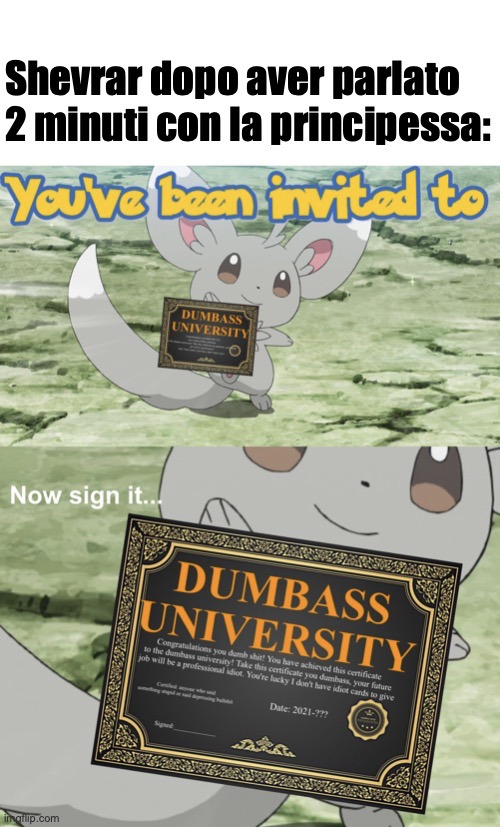 Shevrar dopo aver parlato
2 minuti con la principessa:
You've been invited to
DUMBASS
UNIVERSITY
Now sign it...
DUMBASS
UNIVERSITY
Congratulations you dumb shit! You have achieved this certificate
to the dumbass university! Take this certificate you dumbass, your future
job will be a professional idiot. You're lucky I don't have idiot cards to give
Certified: anyone who said
something stupid or said depressing bullshit
Date: 2021-???
Signed:
imgflip.com